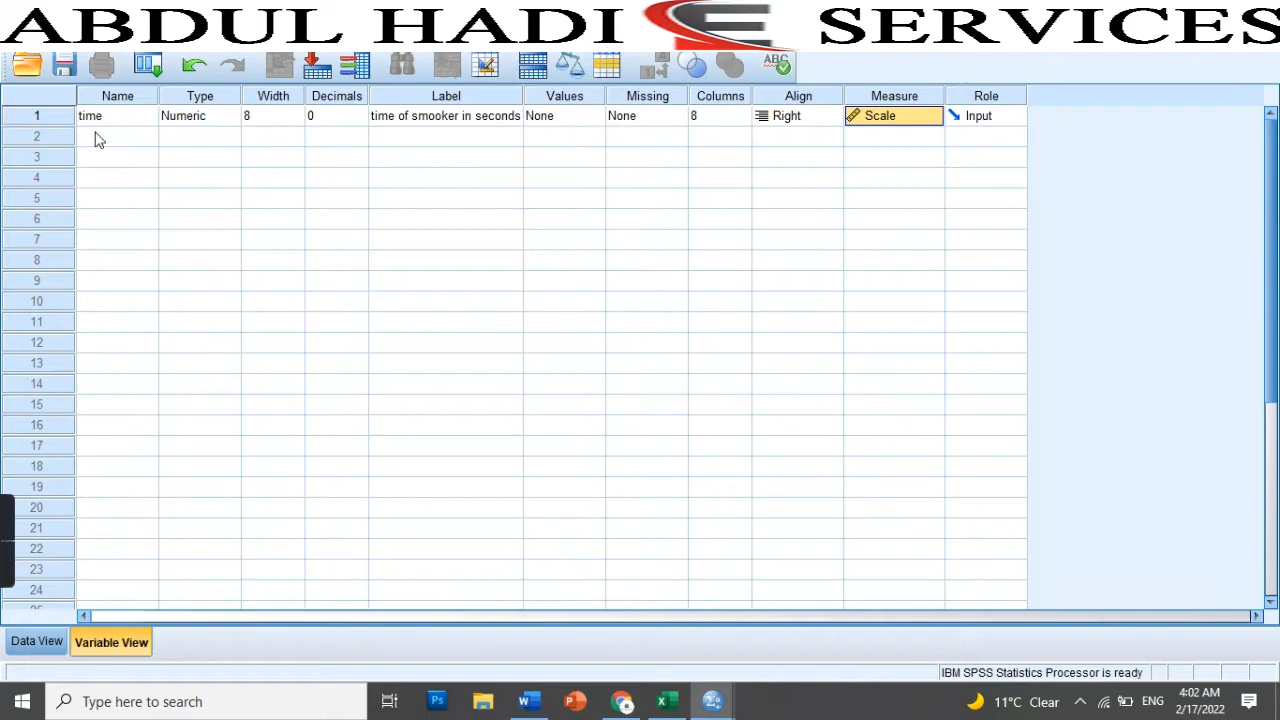 ABDUL HADI SERVICES
ABC
Name Type Width Decimals Label Values Missing Columns Align Measure Role
1 time Numeric 8 0 time of smooker in seconds None None 8 Right Scale Input
2
3
4
5
6
7
8
9
10
11
12
13
14
15
16
17
18
19
20
21
22
23
24
Data View Variable View
IBM SPSS Statistics Processor is ready
Type here to search
Ps
11°C Clear
ENG
4:02 AM
2/17/2022